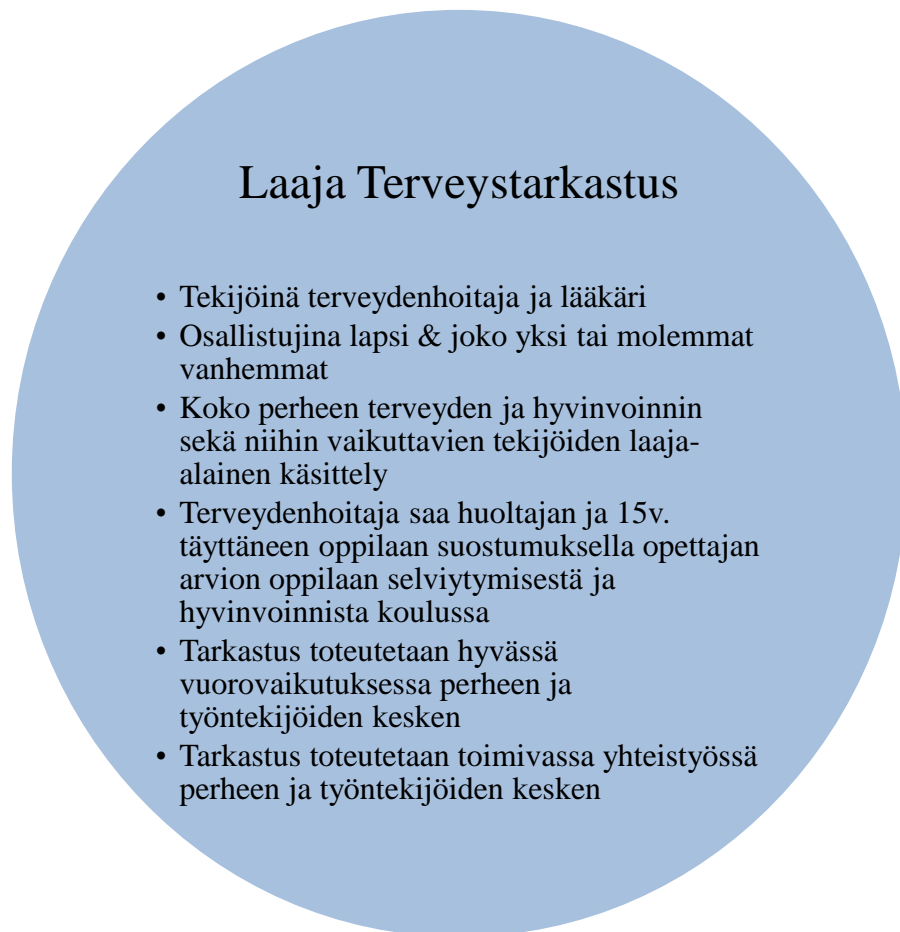 Laaja Terveystarkastus
• Tekijöinä terveydenhoitaja ja lääkäri
• Osallistujina lapsi & joko yksi tai molemmat
vanhemmat
• Koko perheen terveyden ja hyvinvoinnin
sekä niihin vaikuttavien tekijöiden laaja-
alainen käsittely
• Terveydenhoitaja saa huoltajan ja 15v.
täyttäneen oppilaan suostumuksella opettajan
arvion oppilaan selviytymisestä ja
hyvinvoinnista koulussa
• Tarkastus toteutetaan hyvässä
vuorovaikutuksessa perheen ja
työntekijöiden kesken
• Tarkastus toteutetaan toimivassa yhteistyössä
perheen ja työntekijöiden kesken